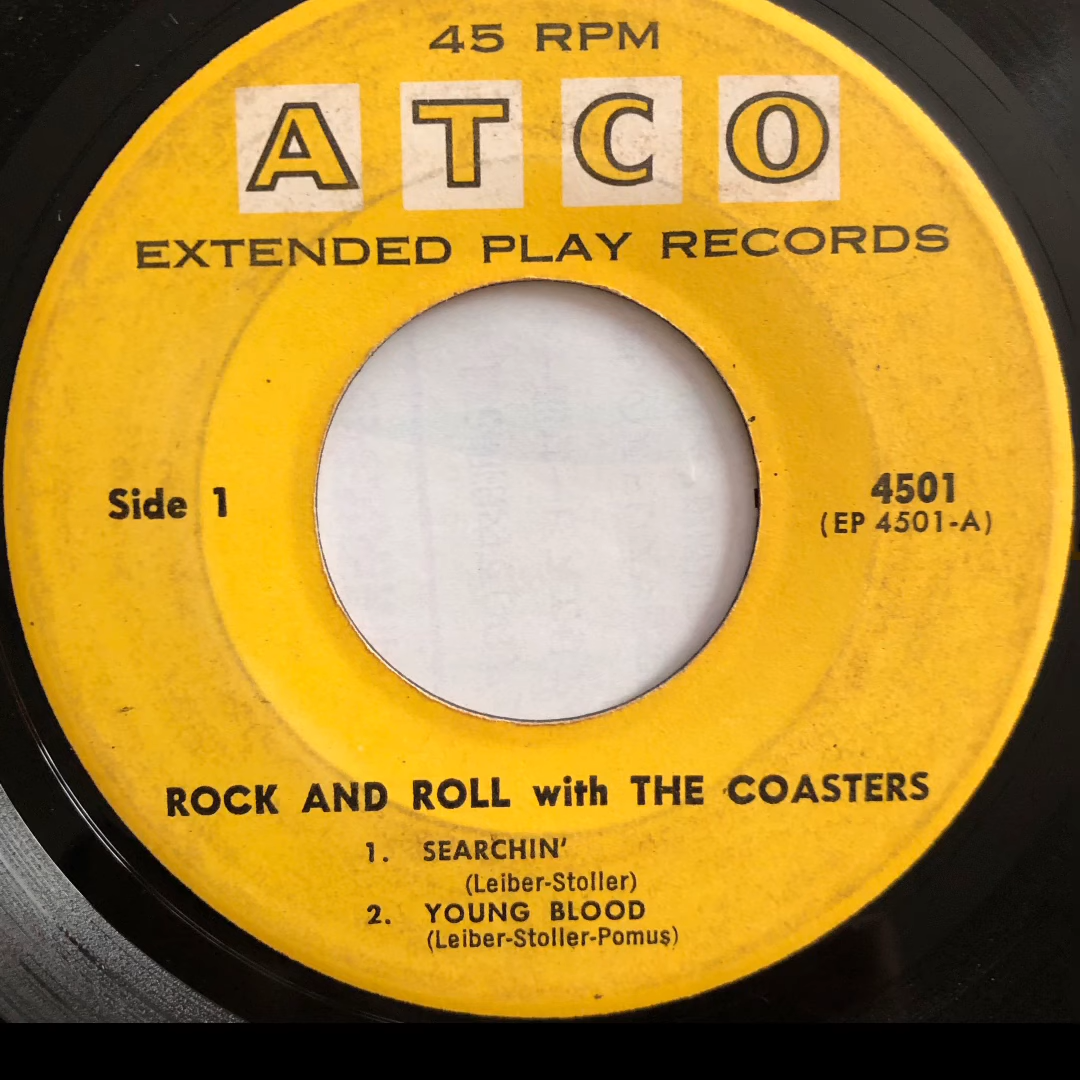 45 RPM
ATCO
EXTENDED PLAY RECORDS
Side 1
4501
(EP 4501-A)
ROCK AND ROLL with THE COASTERS
1. SEARCHIN'
(Leiber-Stoller)
2. YOUNG BLOOD
(Leiber-Stoller-Pomus)